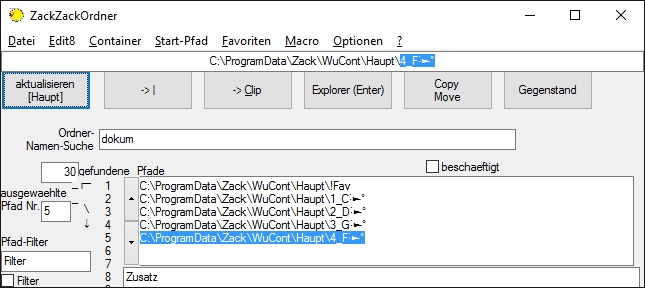 ZackZackOrdner
Datei Edit8 Container Start-Pfad Favoriten Macro Optionen ?
C:\ProgramData\Zack\WuCont\Haupt\4_F:►°
aktualisieren
[Haupt]
-> |
-> Clip
Explorer (Enter)
Copy
Move
Gegenstand
Ordner-
Namen-Suche
dokum
30 gefundene Pfade
beschaeftigt
ausgewaehlte
Pfad Nr. 5
Pfad-Filter
Filter
Filter
1 C:\ProgramData\Zack\WuCont\Haupt\!Fav
2 C:\ProgramData\Zack\WuCont\Haupt\1_C:►°
3 C:\ProgramData\Zack\WuCont\Haupt\2_D:►°
4 C:\ProgramData\Zack\WuCont\Haupt\3_G:►°
5 C:\ProgramData\Zack\WuCont\Haupt\4_F:►°
6
7
8 Zusatz